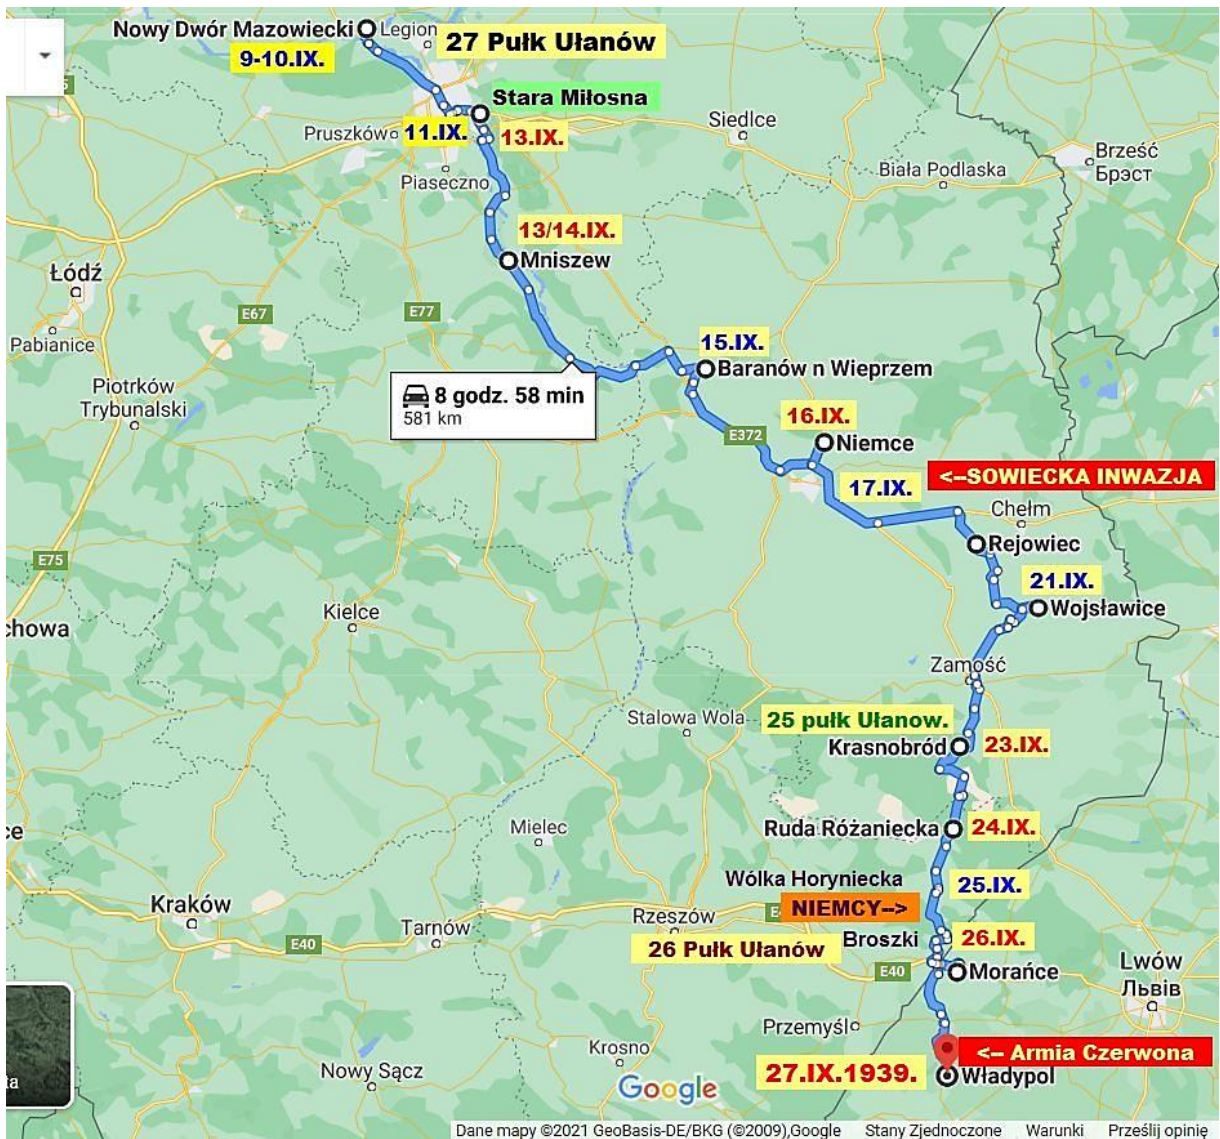 Nowy Dwór Mazowiecki
Legion
27 Pułk Ułanów
9-10.IX.
Stara Miłosna
Siedlce
Pruszków
11.IX.
13.IX.
Brześć
Брэст
Piaseczno
Biała Podlaska
13/14.IX.
Mniszew
Łódź
E67
E77
Pabianice
15.IX.
Baranów n Wieprzem
Piotrków
Trybunalski
8 godz. 58 min
581 km
16.IX.
E372
Niemce
<--SOWIECKA INWAZJA
17.IX.
Chełm
Rejowiec
E75
21.IX.
Wojsławice
Kielce
chowa
Zamość
Stalowa Wola
25 pułk Ułanow.
Krasnobród
23.IX.
Mielec
Ruda Różaniecka
24.IX.
ce
Wólka Horyniecka
25.IX.
Kraków
NIEMCY-->
Rzeszów
Tarnów
E40
26 Pułk Ułanów
Broszki
26.IX.
E40
Morańce
Lwów
Львів
Przemyśl
Krosno
<-- Armia Czerwona
Nowy Sącz
27.IX.1939.
Władypol
Google
Dane mapy ©2021 GeoBasis-DE/BKG (©2009),Google Stany Zjednoczone Warunki Prześlij opinię